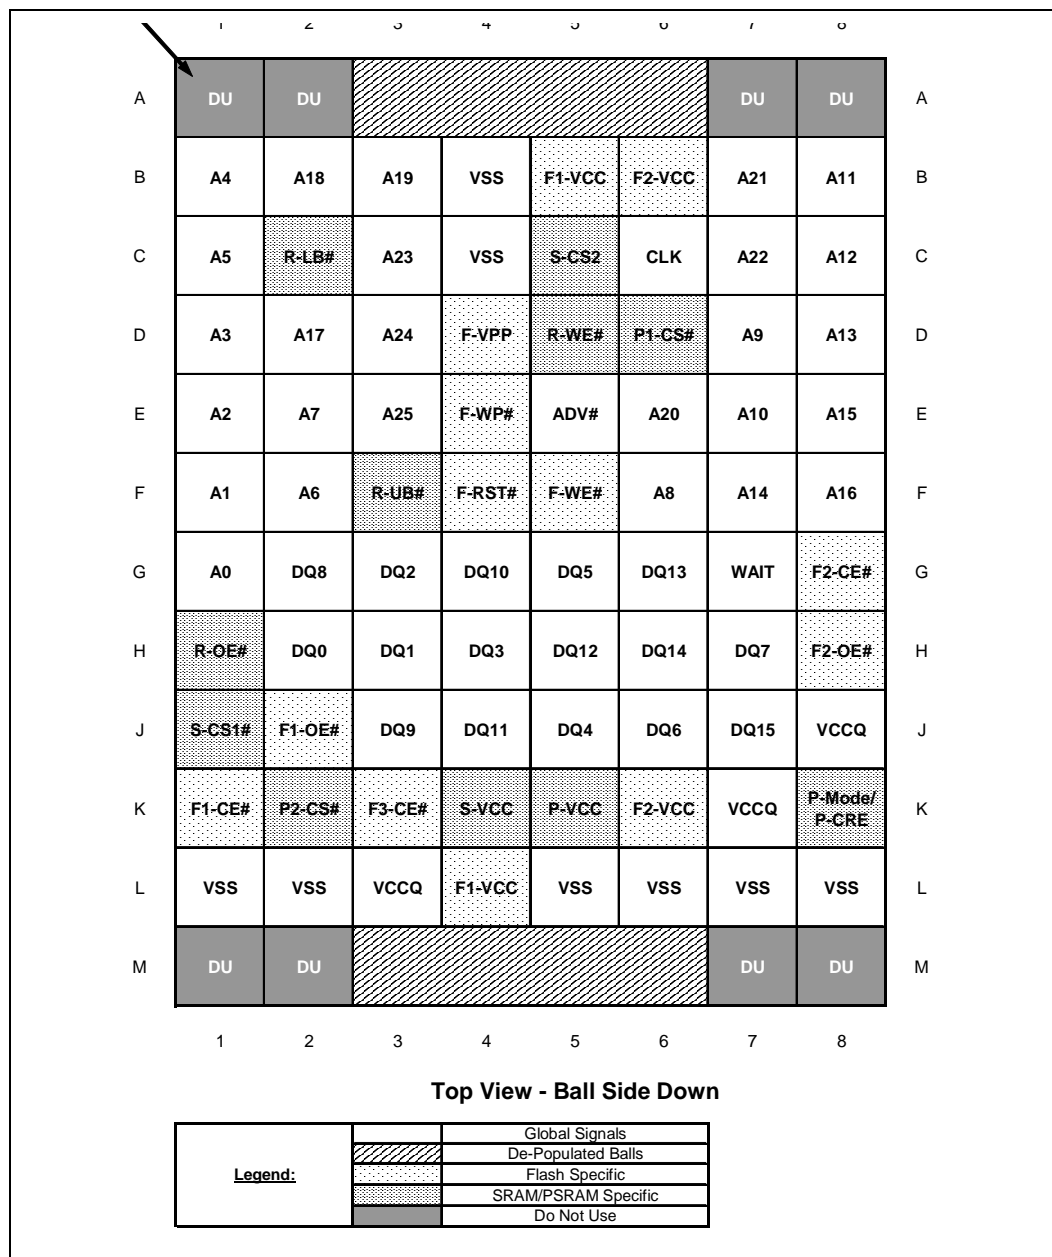 1 2 3 4 5 6 7 8
A DU DU DU DU A
B A4 A18 A19 VSS F1-VCC F2-VCC A21 A11 B
C A5 R-LB# A23 VSS S-CS2 CLK A22 A12 C
D A3 A17 A24 F-VPP R-WE# P1-CS# A9 A13 D
E A2 A7 A25 F-WP# ADV# A20 A10 A15 E
F A1 A6 R-UB# F-RST# F-WE# A8 A14 A16 F
G A0 DQ8 DQ2 DQ10 DQ5 DQ13 WAIT F2-CE# G
H R-OE# DQ0 DQ1 DQ3 DQ12 DQ14 DQ7 F2-OE# H
J S-CS1# F1-OE# DQ9 DQ11 DQ4 DQ6 DQ15 VCCQ J
K F1-CE# P2-CS# F3-CE# S-VCC P-VCC F2-VCC VCCQ P-Mode/ P-CRE K
L VSS VSS VCCQ F1-VCC VSS VSS VSS VSS L
M DU DU DU DU M
1 2 3 4 5 6 7 8
Top View - Ball Side Down
Legend:
Global Signals
De-Populated Balls
Flash Specific
SRAM/PSRAM Specific
Do Not Use